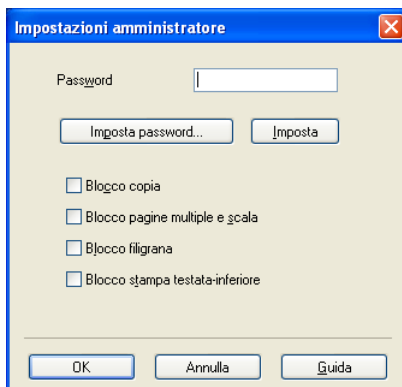 Impostazioni amministratore
Password
Imposta password... Imposta
Blocco copia
Blocco pagine multiple e scala
Blocco filigrana
Blocco stampa testata-inferiore
OK Annulla Guida